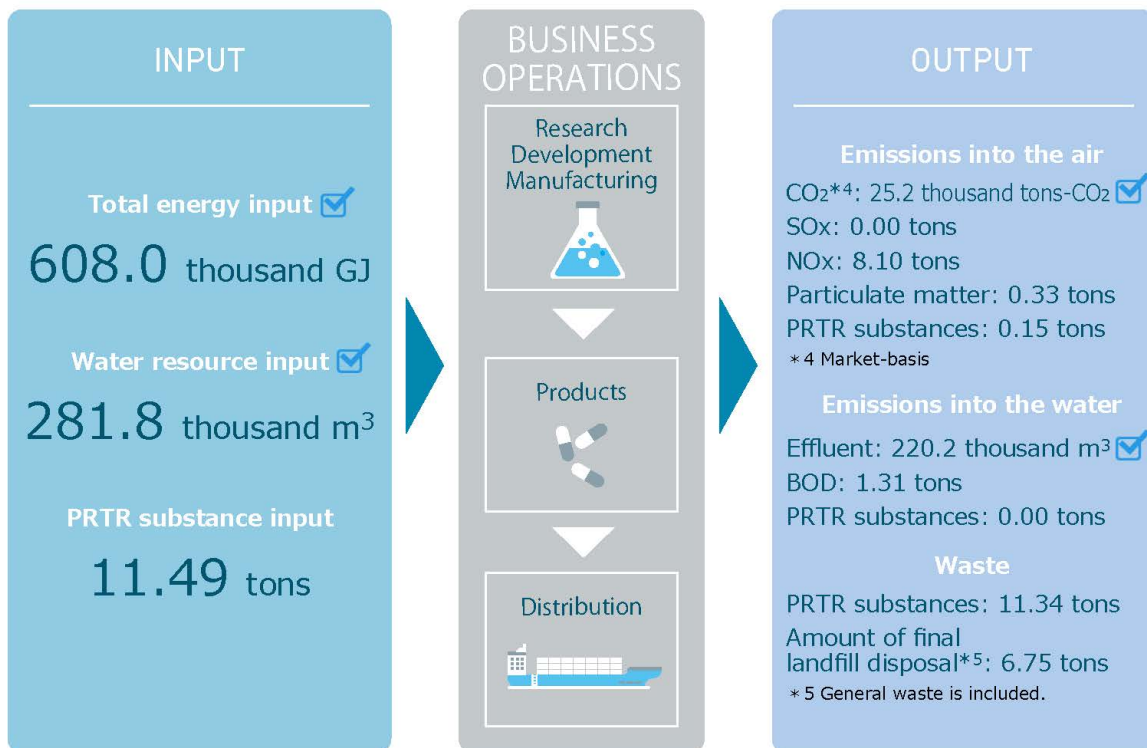 INPUT
Total energy input
608.0 thousand GJ
Water resource input
281.8 thousand m³
PRTR substance input
11.49 tons
BUSINESS
OPERATIONS
Research
Development
Manufacturing
Products
Distribution
OUTPUT
Emissions into the air
CO₂*⁴: 25.2 thousand tons-CO₂
SOx: 0.00 tons
NOx: 8.10 tons
Particulate matter: 0.33 tons
PRTR substances: 0.15 tons
*4 Market-basis
Emissions into the water
Effluent: 220.2 thousand m³
BOD: 1.31 tons
PRTR substances: 0.00 tons
Waste
PRTR substances: 11.34 tons
Amount of final
landfill disposal*⁵: 6.75 tons
*5 General waste is included.